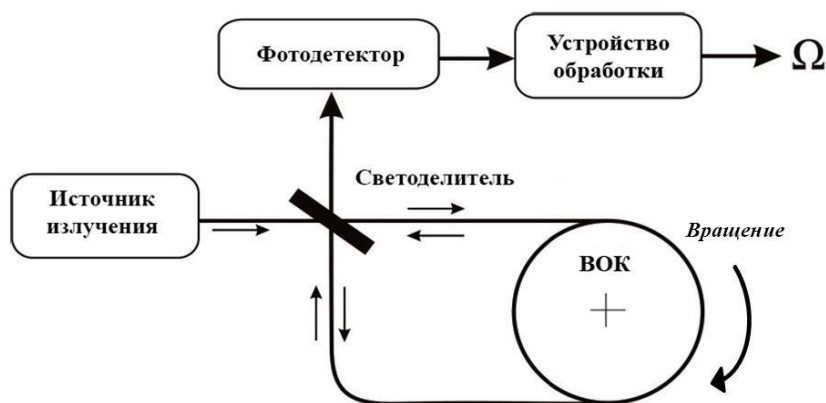 Фотодетектор
Устройство
обработки
Ω
Источник
излучения
Светоделитель
ВОК
Вращение